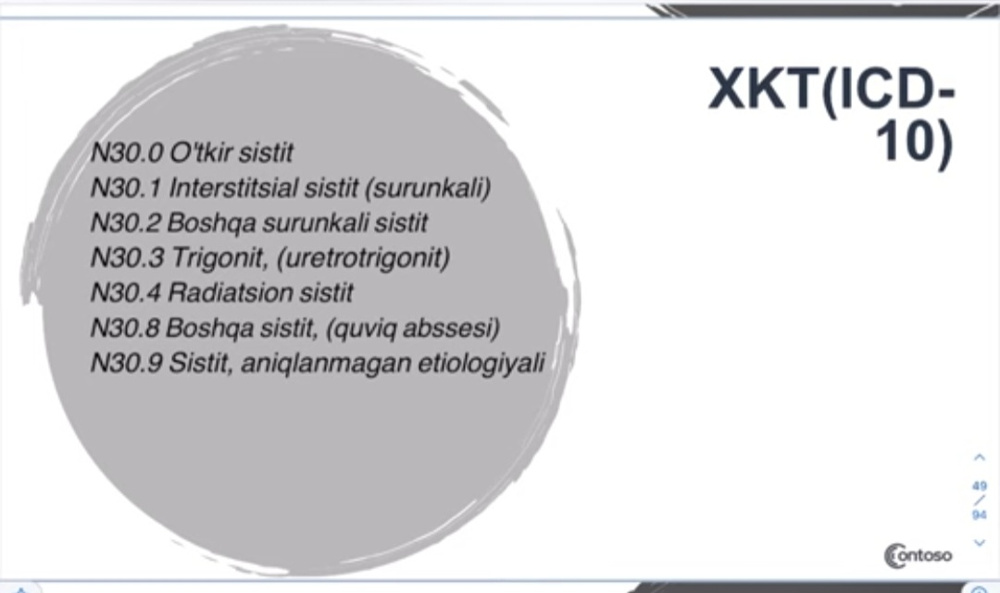 XKT(ICD-
10)
N30.0 O'tkir sistit
N30.1 Interstitsial sistit (surunkali)
N30.2 Boshqa surunkali sistit
N30.3 Trigonit, (uretrotrigonit)
N30.4 Radiatsion sistit
N30.8 Boshqa sistit, (quviq abssesi)
N30.9 Sistit, aniqlanmagan etiologiyali
49
/
94
Contoso